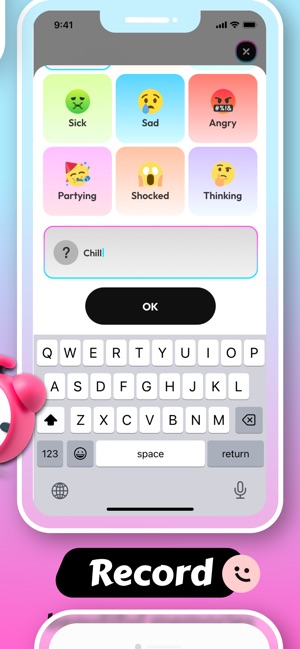 9:41
Sick Sad Angry
#%!&
Partying Shocked Thinking
? Chill
OK
Q W E R T Y U I O P
A S D F G H J K L
Z X C V B N M
123 space return
Record